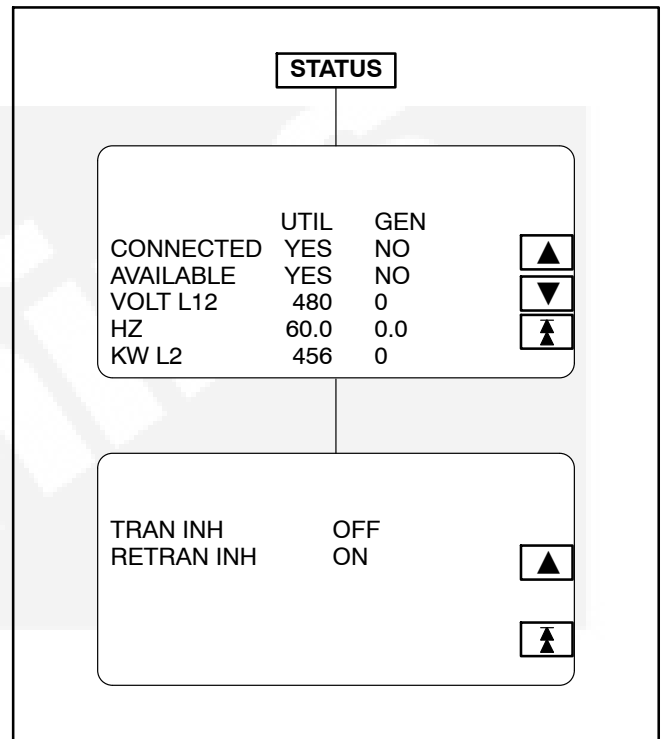 STATUS
UTIL GEN
CONNECTED YES NO
AVAILABLE YES NO
VOLT L12 480 0
HZ 60.0 0.0
KW L2 456 0
TRAN INH OFF
RETRAN INH ON